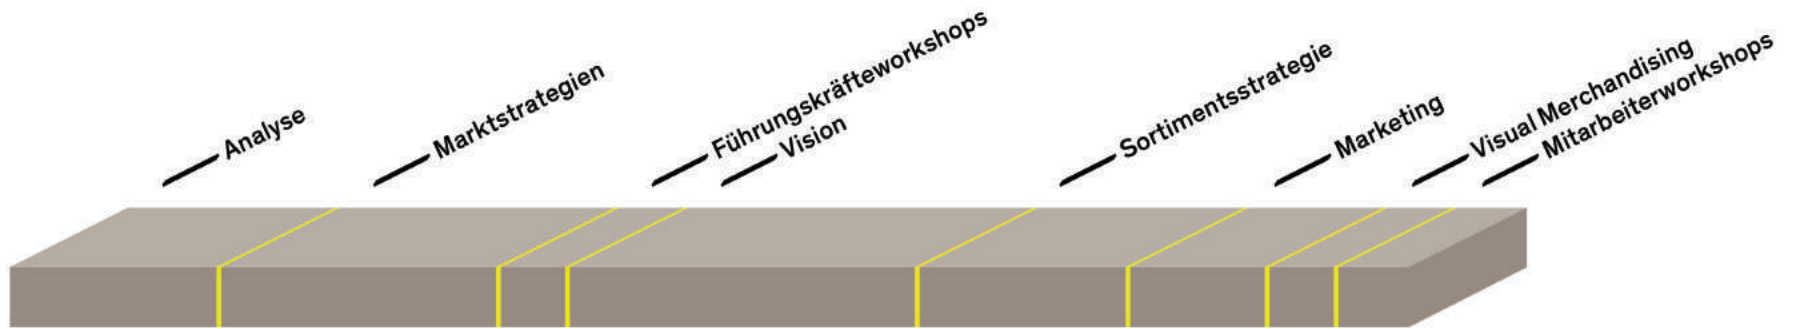 Analyse
Marktstrategien
Führungskräfteworkshops
Vision
Sortimentsstrategie
Marketing
Visual Merchandising
Mitarbeiterworkshops